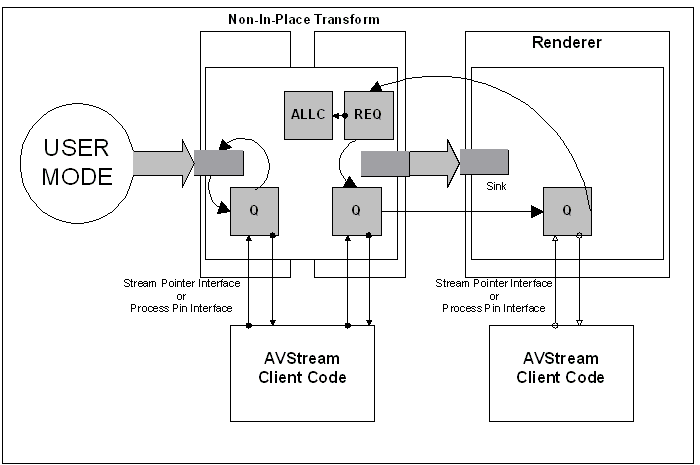 Non-In-Place Transform
Renderer
ALLC
REQ
USER
MODE
Sink
Q
Q
Q
Stream Pointer Interface
or
Process Pin Interface
Stream Pointer Interface
or
Process Pin Interface
AVStream
Client Code
AVStream
Client Code